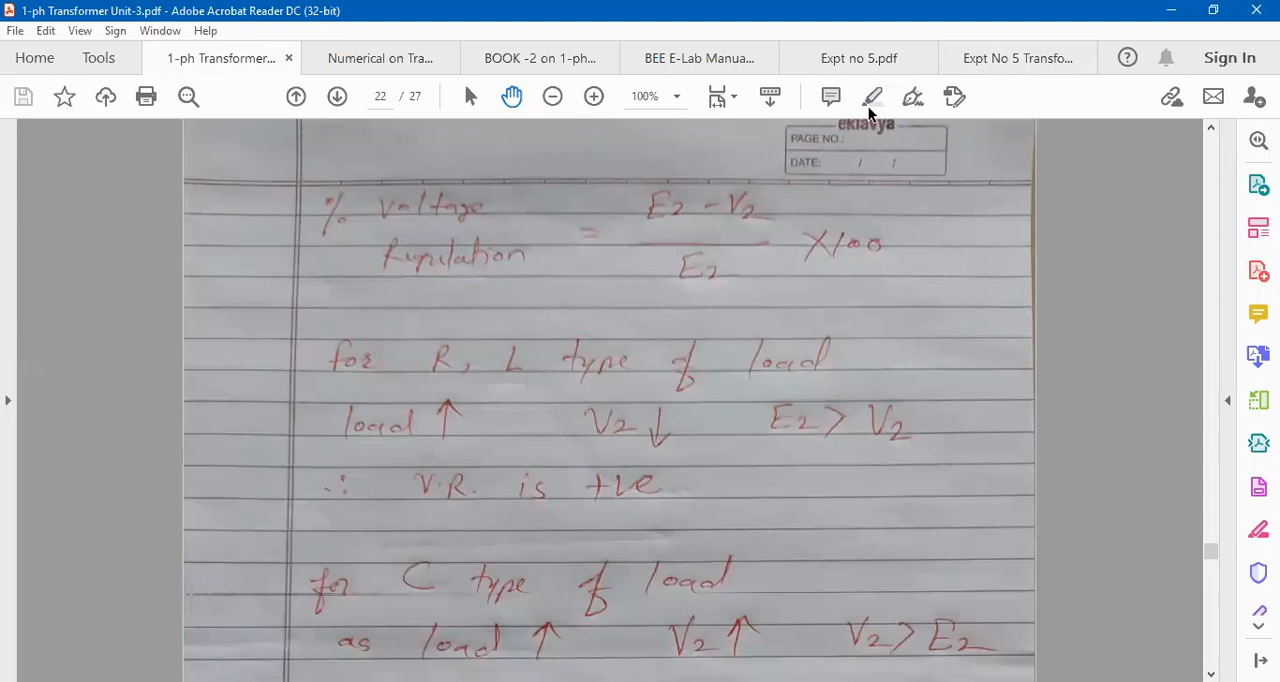 1-ph Transformer Unit-3.pdf - Adobe Acrobat Reader DC (32-bit)
File Edit View Sign Window Help
Home Tools 1-ph Transformer... × Numerical on Tra... BOOK -2 on 1-ph... BEE E-Lab Manua... Expt no 5.pdf Expt No 5 Transfo... Sign In
22 / 27 100%
eklavya
PAGE NO.:
DATE: / /
% Voltage Regulation = E2 - V2 / E2 X100
for R, L type of load
load ↑ V2 ↓ E2 > V2
∴ V.R. is +ve
for C type of load
as load ↑ V2 ↑ V2 > E2